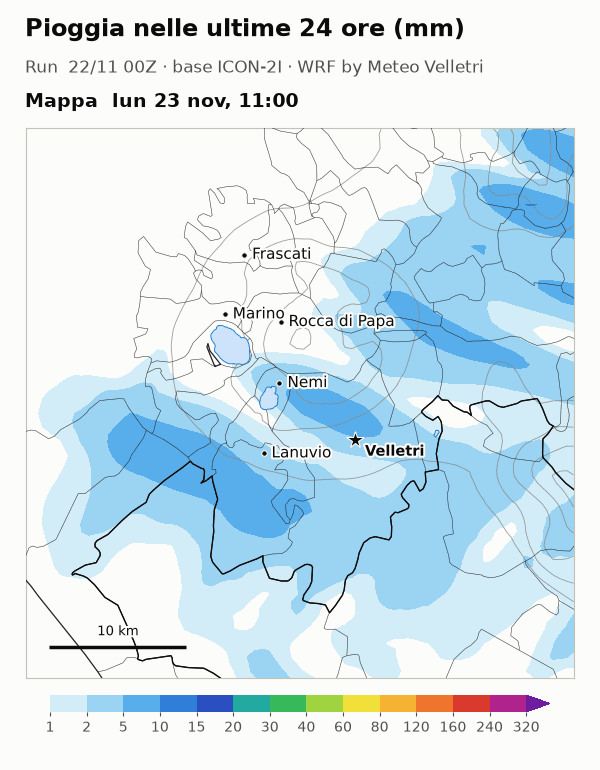 Pioggia nelle ultime 24 ore (mm)
Run  22/11 00Z · base ICON-2I · WRF by Meteo Velletri
Mappa  lun 23 nov, 11:00
Frascati
Marino
Rocca di Papa
Nemi
Velletri
Lanuvio
10 km
1 2 5 10 15 20 30 40 60 80 120 160 240 320